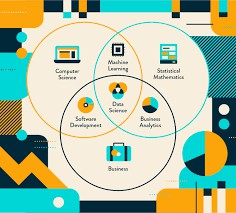 Machine
Learning
Computer
Science
Statistical
Mathematics
Data
Science
Software
Development
Business
Analytics
Business